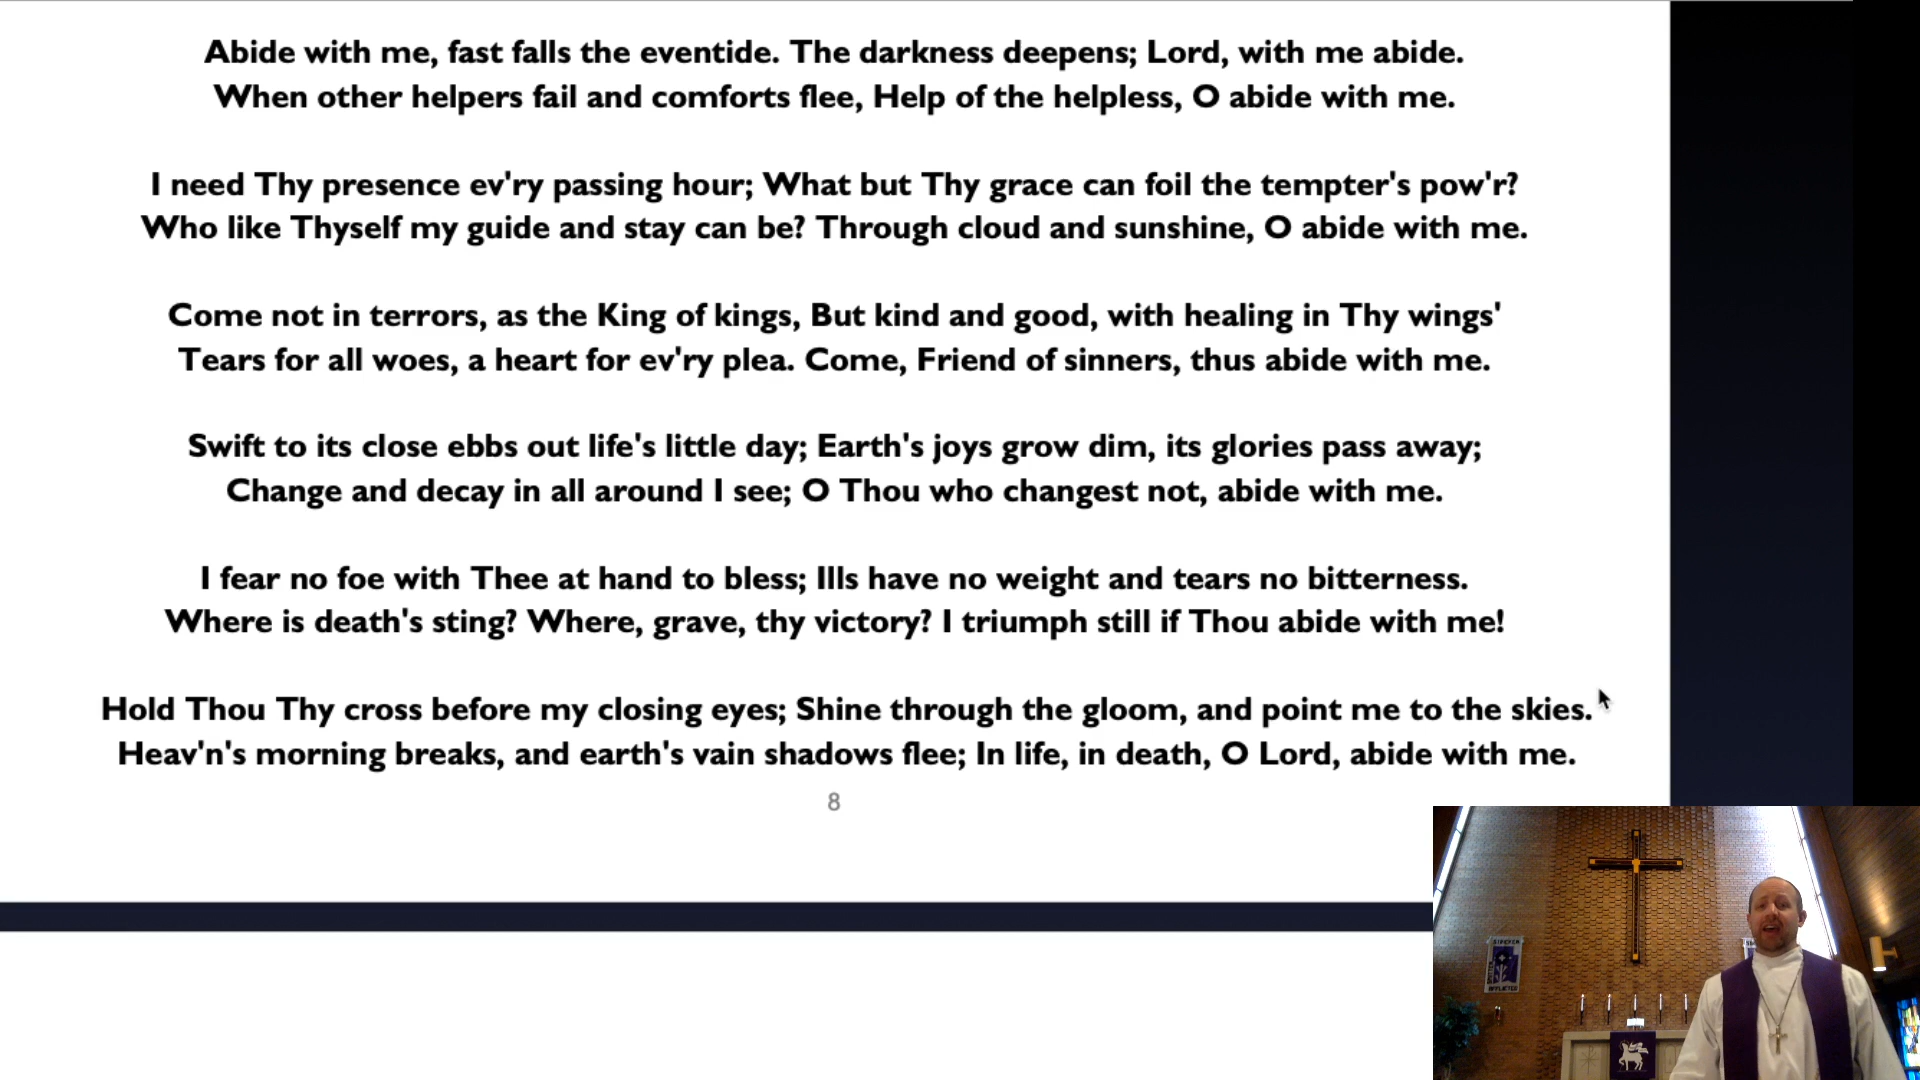 Abide with me, fast falls the eventide. The darkness deepens; Lord, with me abide.
When other helpers fail and comforts flee, Help of the helpless, O abide with me.
I need Thy presence ev'ry passing hour; What but Thy grace can foil the tempter's pow'r?
Who like Thyself my guide and stay can be? Through cloud and sunshine, O abide with me.
Come not in terrors, as the King of kings, But kind and good, with healing in Thy wings'
Tears for all woes, a heart for ev'ry plea. Come, Friend of sinners, thus abide with me.
Swift to its close ebbs out life's little day; Earth's joys grow dim, its glories pass away;
Change and decay in all around I see; O Thou who changest not, abide with me.
I fear no foe with Thee at hand to bless; Ills have no weight and tears no bitterness.
Where is death's sting? Where, grave, thy victory? I triumph still if Thou abide with me!
Hold Thou Thy cross before my closing eyes; Shine through the gloom, and point me to the skies.
Heav'n's morning breaks, and earth's vain shadows flee; In life, in death, O Lord, abide with me.
8